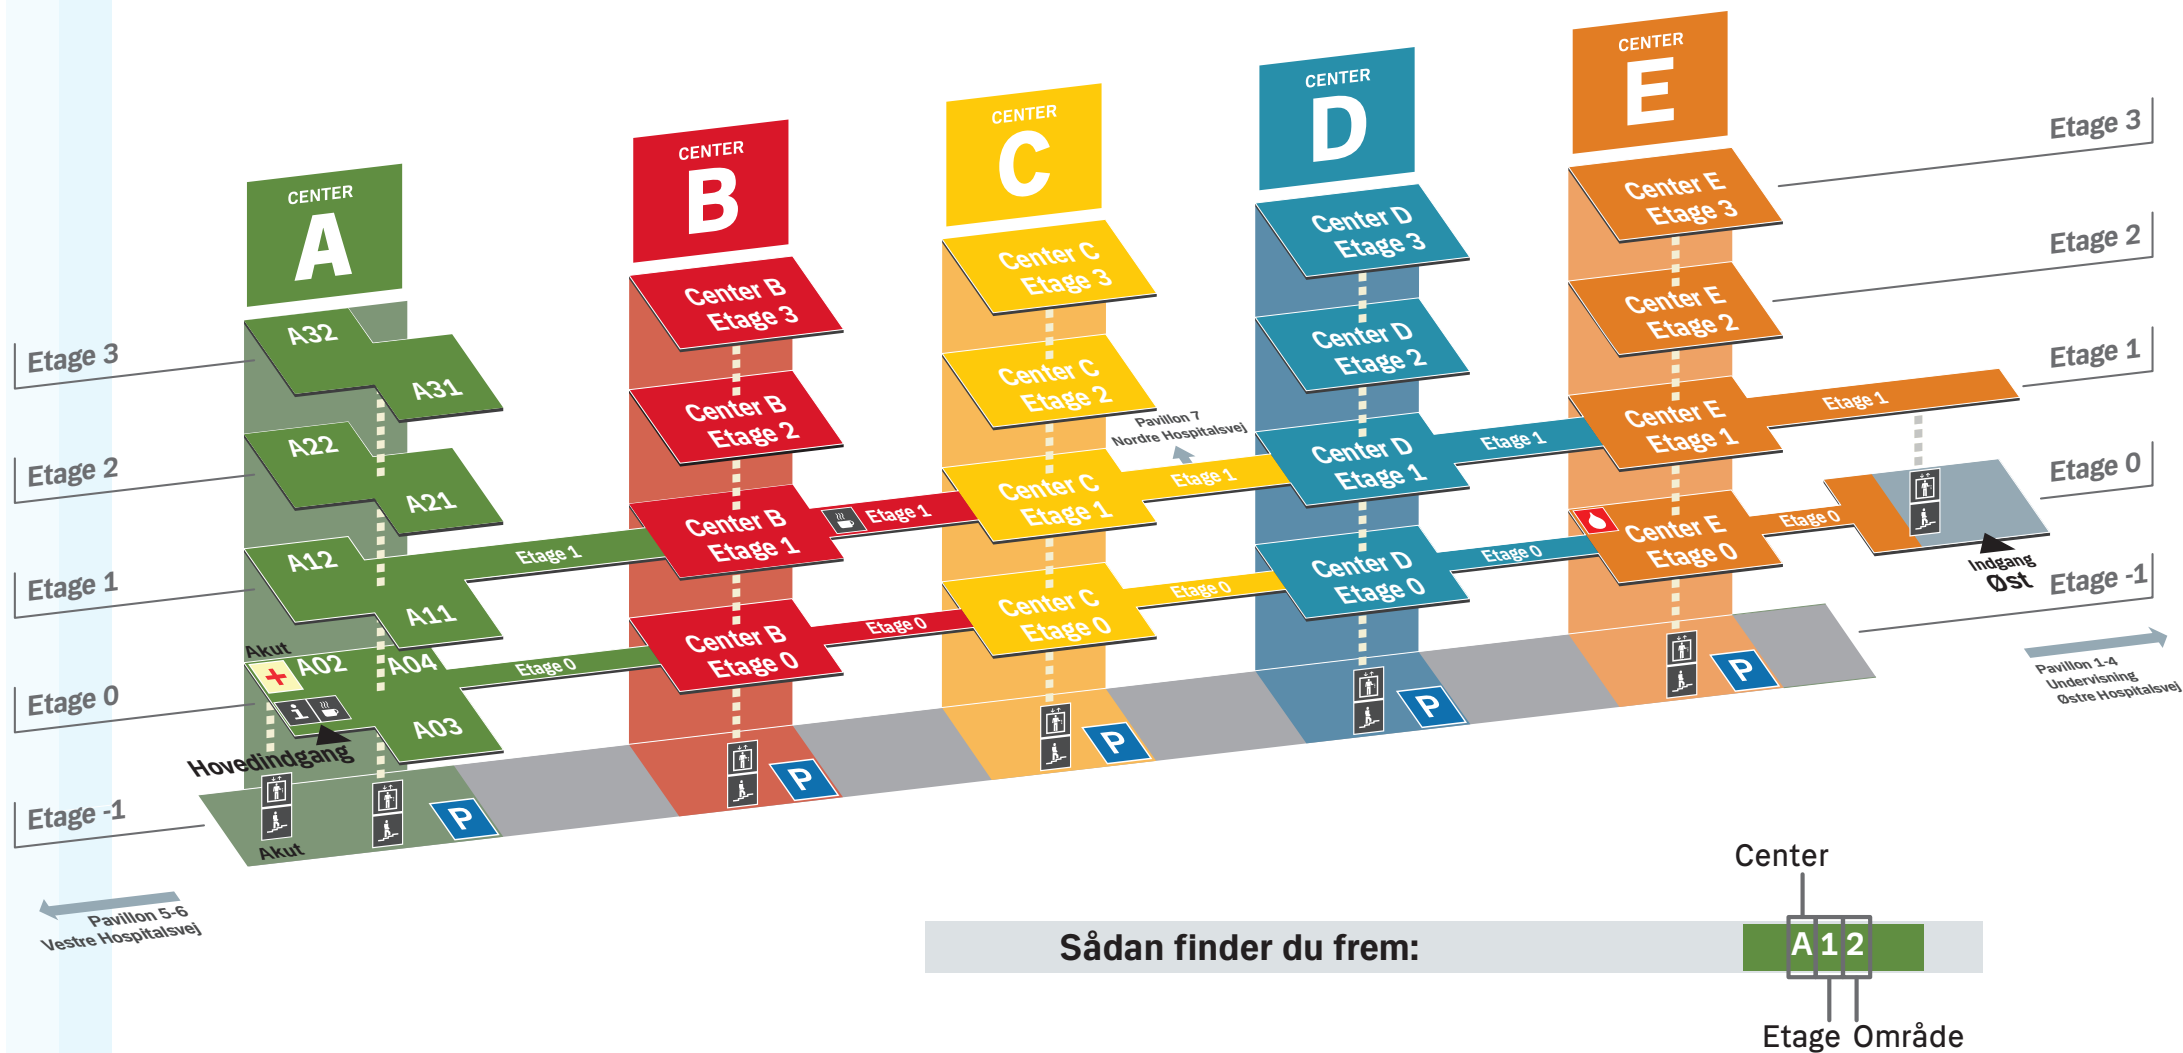 CENTER
A
A32
A31
A22
A21
A12
A11
Akut
A02
A04
A03
i
Hovedindgang
Akut
P
Etage 3
Etage 2
Etage 1
Etage 0
Etage -1
Etage 1
Etage 0
CENTER
B
Center B
Etage 3
Center B
Etage 2
Center B
Etage 1
Center B
Etage 0
P
Etage 1
Etage 0
CENTER
C
Center C
Etage 3
Center C
Etage 2
Center C
Etage 1
Center C
Etage 0
P
Pavillon 7
Nordre Hospitalsvej
Etage 1
Etage 0
CENTER
D
Center D
Etage 3
Center D
Etage 2
Center D
Etage 1
Center D
Etage 0
P
Etage 1
Etage 0
CENTER
E
Center E
Etage 3
Center E
Etage 2
Center E
Etage 1
Center E
Etage 0
P
Etage 1
Etage 0
Indgang
Øst
Etage 3
Etage 2
Etage 1
Etage 0
Etage -1
Pavillon 1-4
Undervisning
Østre Hospitalsvej
Pavillon 5-6
Vestre Hospitalsvej
Sådan finder du frem:
Center
A 1 2
Etage Område